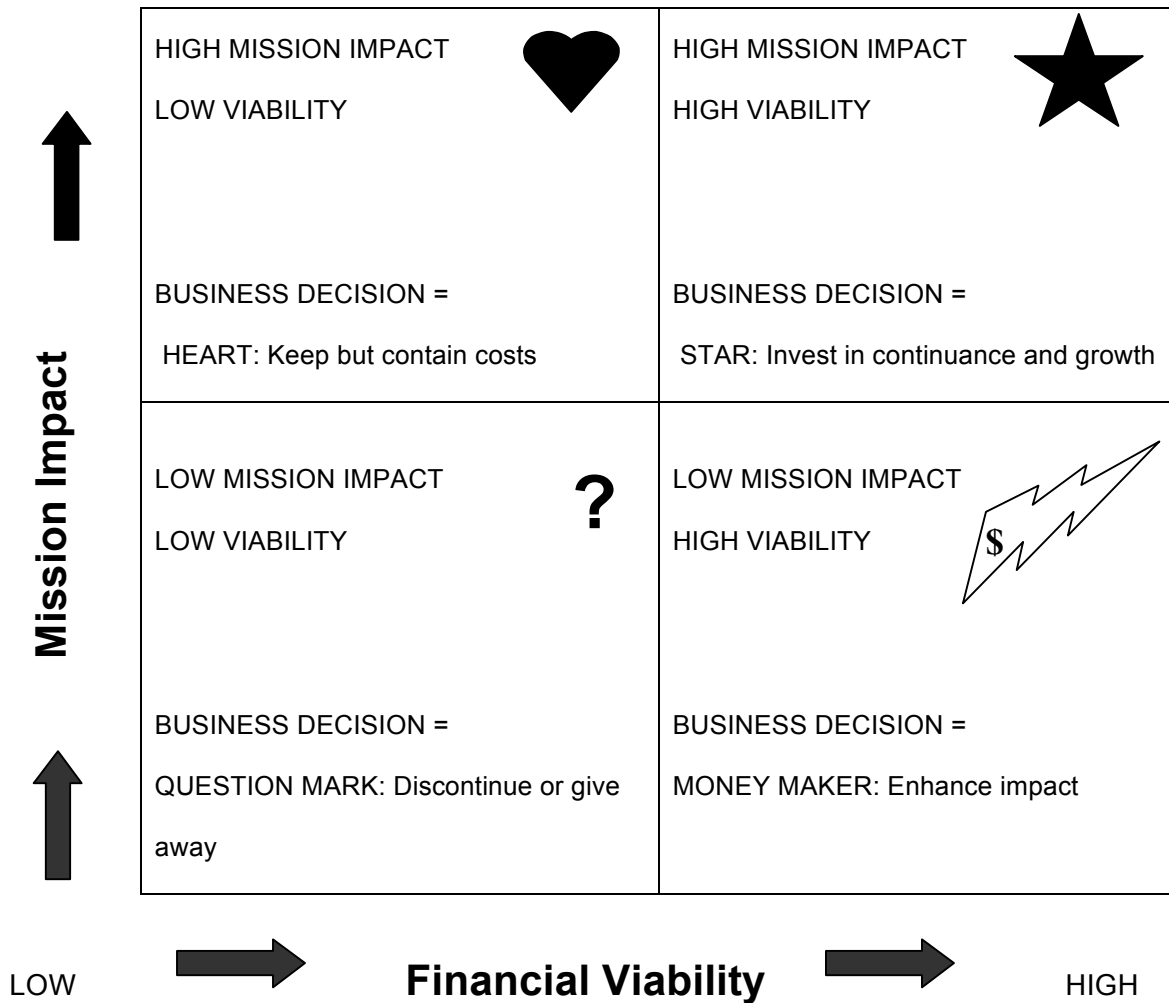 HIGH MISSION IMPACT
LOW VIABILITY
BUSINESS DECISION =
HEART: Keep but contain costs
HIGH MISSION IMPACT
HIGH VIABILITY
BUSINESS DECISION =
STAR: Invest in continuance and growth
Mission Impact
LOW MISSION IMPACT
?
LOW VIABILITY
BUSINESS DECISION =
QUESTION MARK: Discontinue or give
away
LOW MISSION IMPACT
HIGH VIABILITY
$
BUSINESS DECISION =
MONEY MAKER: Enhance impact
LOW
Financial Viability
HIGH